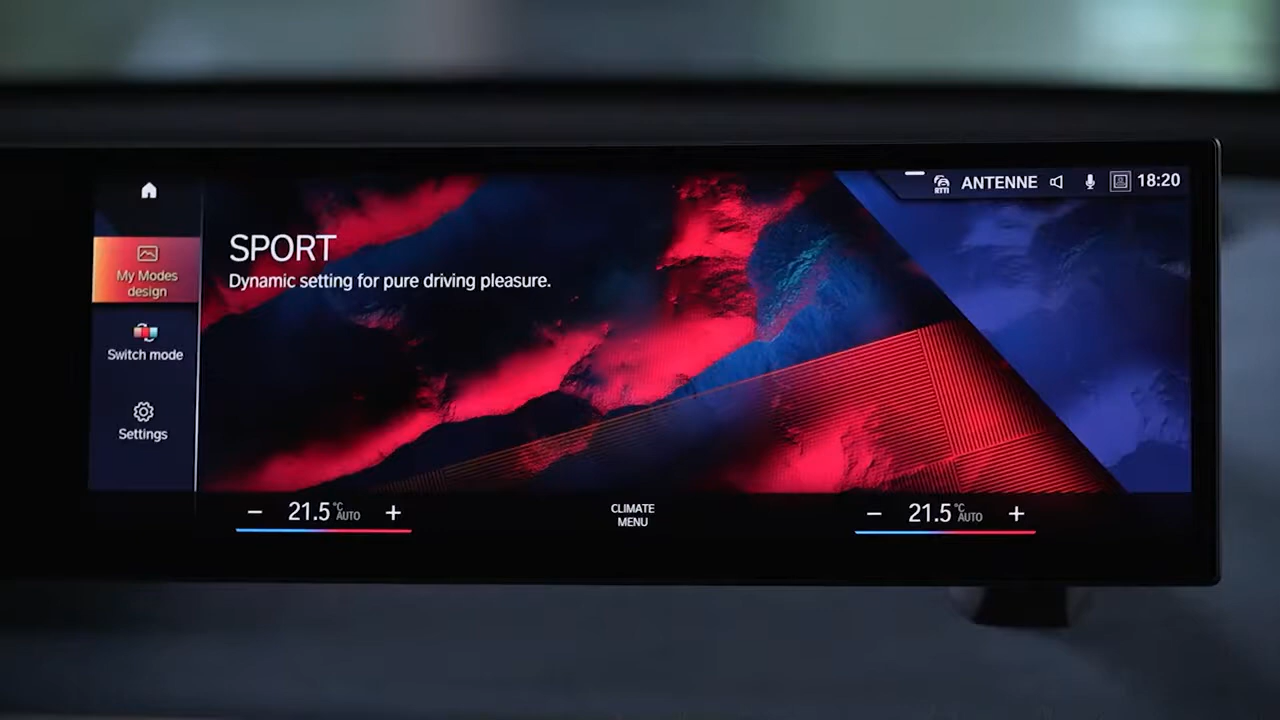 RTTI
ANTENNE
18:20
My Modes
design
Switch mode
Settings
SPORT
Dynamic setting for pure driving pleasure.
21.5 °C AUTO
CLIMATE
MENU
21.5 °C AUTO